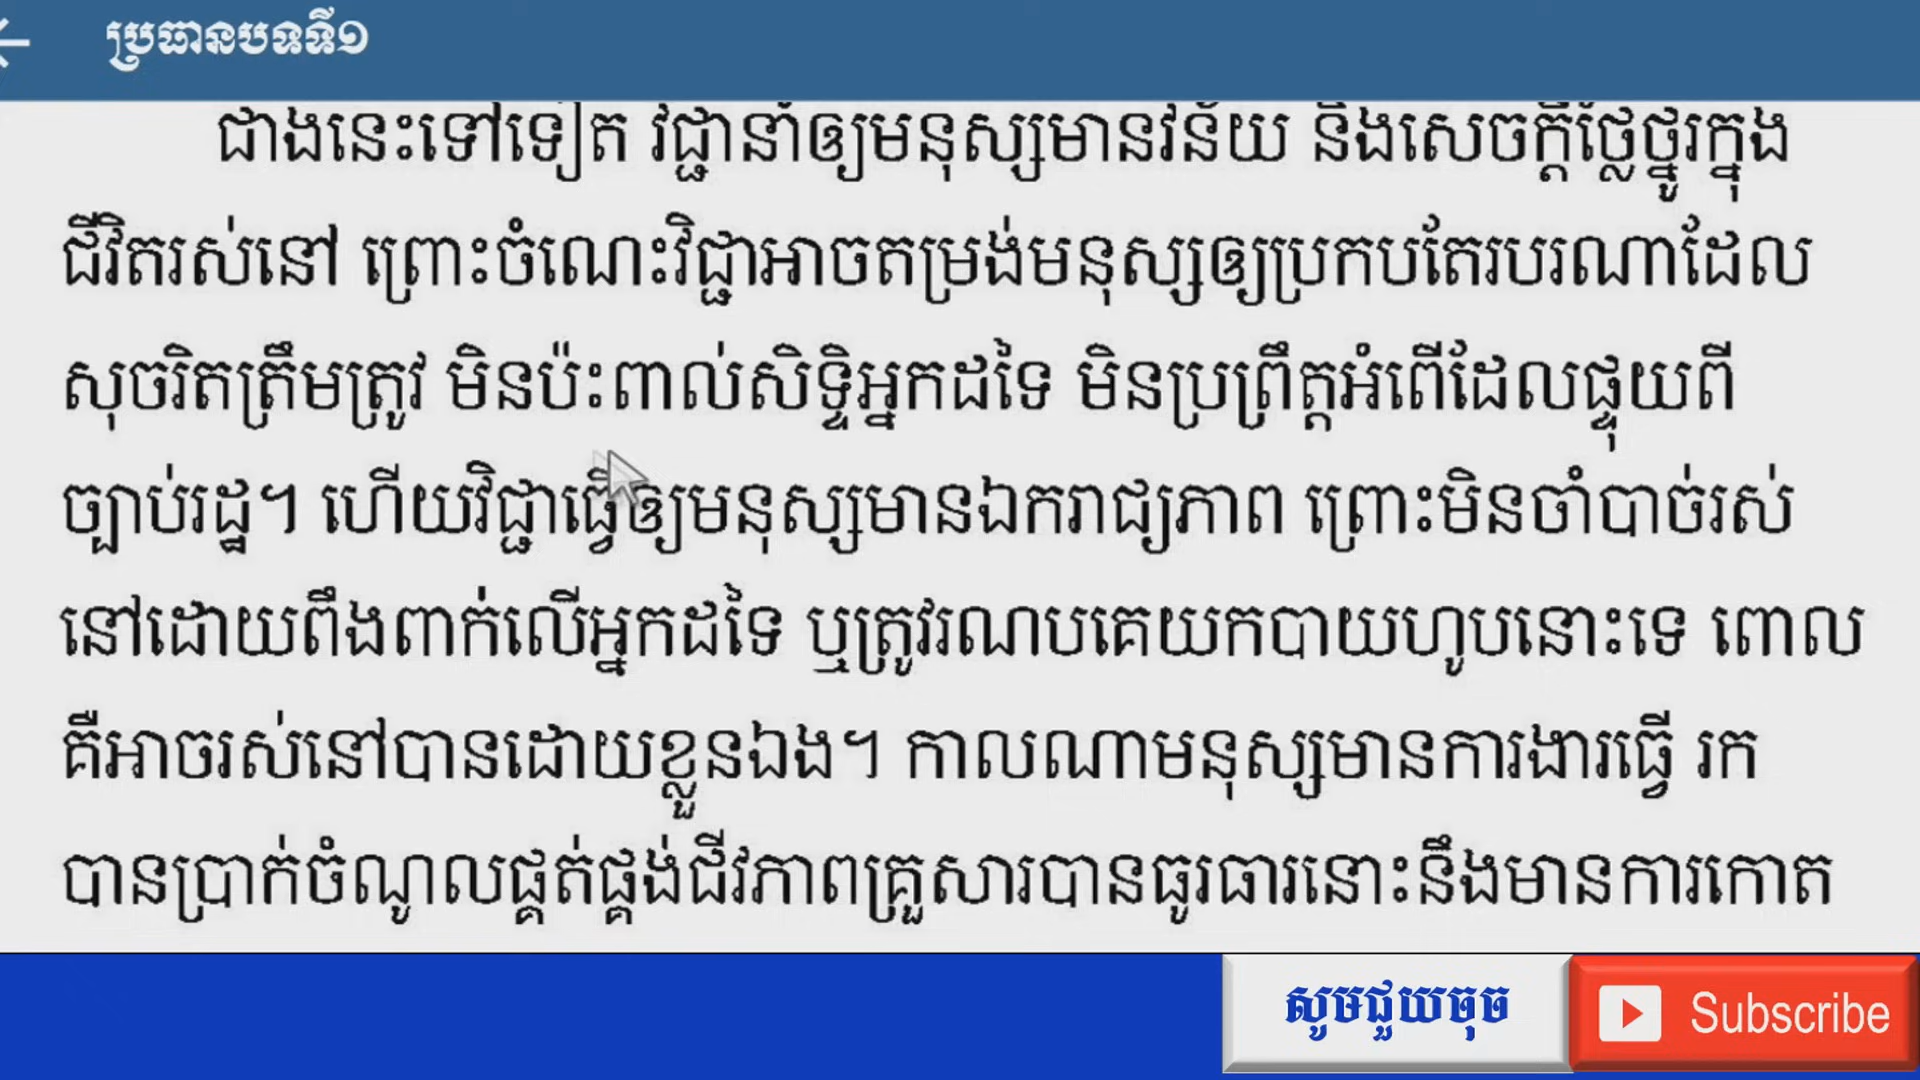 ប្រធានបទទី១
ជាងនេះទៅទៀត វិជ្ជានាំឲ្យមនុស្សមានវិន័យ និងសេចក្ដីថ្លៃថ្នូរក្នុង
ជីវិតរស់នៅ ព្រោះចំណេះវិជ្ជាអាចតម្រង់មនុស្សឲ្យប្រកបតែរបរណាដែល
សុចរិតត្រឹមត្រូវ មិនប៉ះពាល់សិទ្ធិអ្នកដទៃ មិនប្រព្រឹត្តអំពើដែលផ្ទុយពី
ច្បាប់រដ្ឋ។ ហើយវិជ្ជាធ្វើឲ្យមនុស្សមានឯករាជ្យភាព ព្រោះមិនចាំបាច់រស់
នៅដោយពឹងពាក់លើអ្នកដទៃ ឬត្រូវរណបគេយកបាយហូបនោះទេ ពោល
គឺអាចរស់នៅបានដោយខ្លួនឯង។ កាលណាមនុស្សមានការងារធ្វើ រក
បានប្រាក់ចំណូលផ្គត់ផ្គង់ជីវភាពគ្រួសារបានធូរធារនោះនឹងមានការកោត
សូមជួយចុច
Subscribe